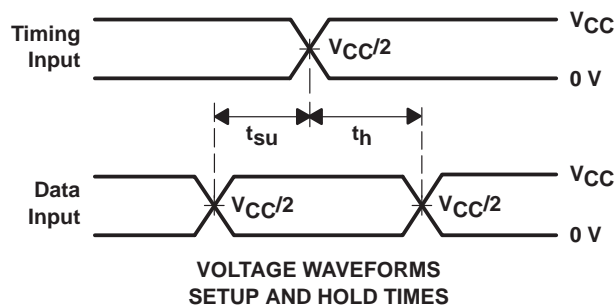 Timing
Input
VCC
VCC/2
0 V
tsu
th
Data
Input
VCC
VCC/2
VCC/2
0 V
VOLTAGE WAVEFORMS
SETUP AND HOLD TIMES